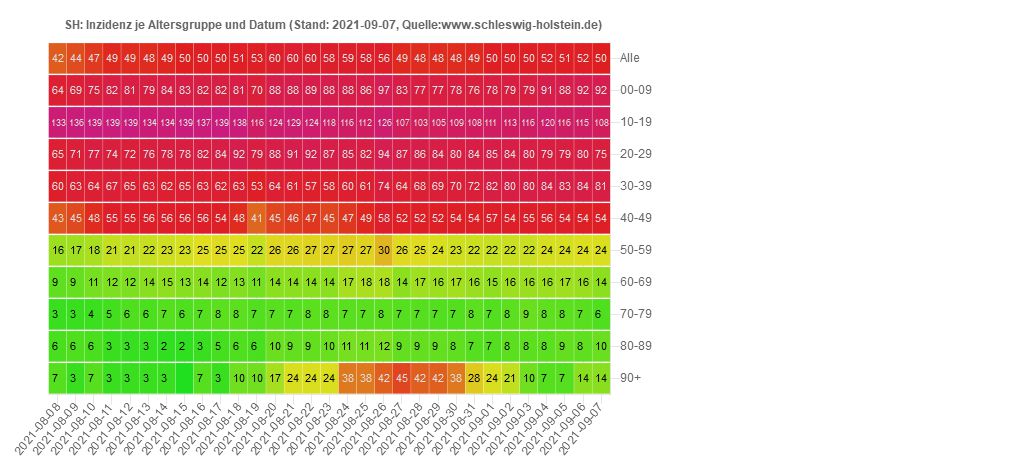 SH: Inzidenz je Altersgruppe und Datum (Stand: 2021-09-07, Quelle:www.schleswig-holstein.de)
42 44 47 49 49 48 49 50 50 50 51 53 60 60 60 58 59 58 56 49 48 48 48 49 50 50 50 52 51 52 50 Alle
64 69 75 82 81 79 84 83 82 82 81 70 88 88 89 88 88 86 97 83 77 77 78 76 78 79 79 91 88 92 92 00-09
133 136 139 139 139 134 134 139 137 139 138 116 124 129 124 118 116 112 126 107 103 105 109 108 111 113 116 120 116 115 108 10-19
65 71 77 74 72 76 78 78 82 84 92 79 88 91 92 87 85 82 94 87 86 84 80 84 85 84 80 79 79 80 75 20-29
60 63 64 67 65 63 62 65 63 62 63 53 64 61 57 58 60 61 74 64 68 69 70 72 82 80 80 84 83 84 81 30-39
43 45 48 55 55 56 56 56 56 54 48 41 45 46 47 45 47 49 58 52 52 52 54 54 57 54 55 56 54 54 54 40-49
16 17 18 21 21 22 23 23 25 25 25 22 26 26 27 27 27 27 30 26 25 24 23 22 22 22 22 24 24 24 24 50-59
9 9 11 12 12 14 15 13 14 12 13 11 14 14 14 14 17 18 18 14 17 16 17 16 15 16 16 16 17 16 14 60-69
3 3 4 5 6 6 7 6 7 8 8 7 7 7 8 8 7 8 7 7 7 7 7 8 7 8 9 8 8 7 6 70-79
6 6 6 3 3 3 2 2 3 5 6 6 10 9 9 10 11 11 12 9 9 9 8 7 7 8 8 8 9 8 10 80-89
7 3 7 3 3 3 3 7 3 10 10 17 24 24 24 38 38 42 45 42 42 38 28 24 21 10 7 7 14 14 90+
2021-08-08 2021-08-09 2021-08-10 2021-08-11 2021-08-12 2021-08-13 2021-08-14 2021-08-15 2021-08-16 2021-08-17 2021-08-18 2021-08-19 2021-08-20 2021-08-21 2021-08-22 2021-08-23 2021-08-24 2021-08-25 2021-08-26 2021-08-27 2021-08-28 2021-08-29 2021-08-30 2021-08-31 2021-09-01 2021-09-02 2021-09-03 2021-09-04 2021-09-05 2021-09-06 2021-09-07